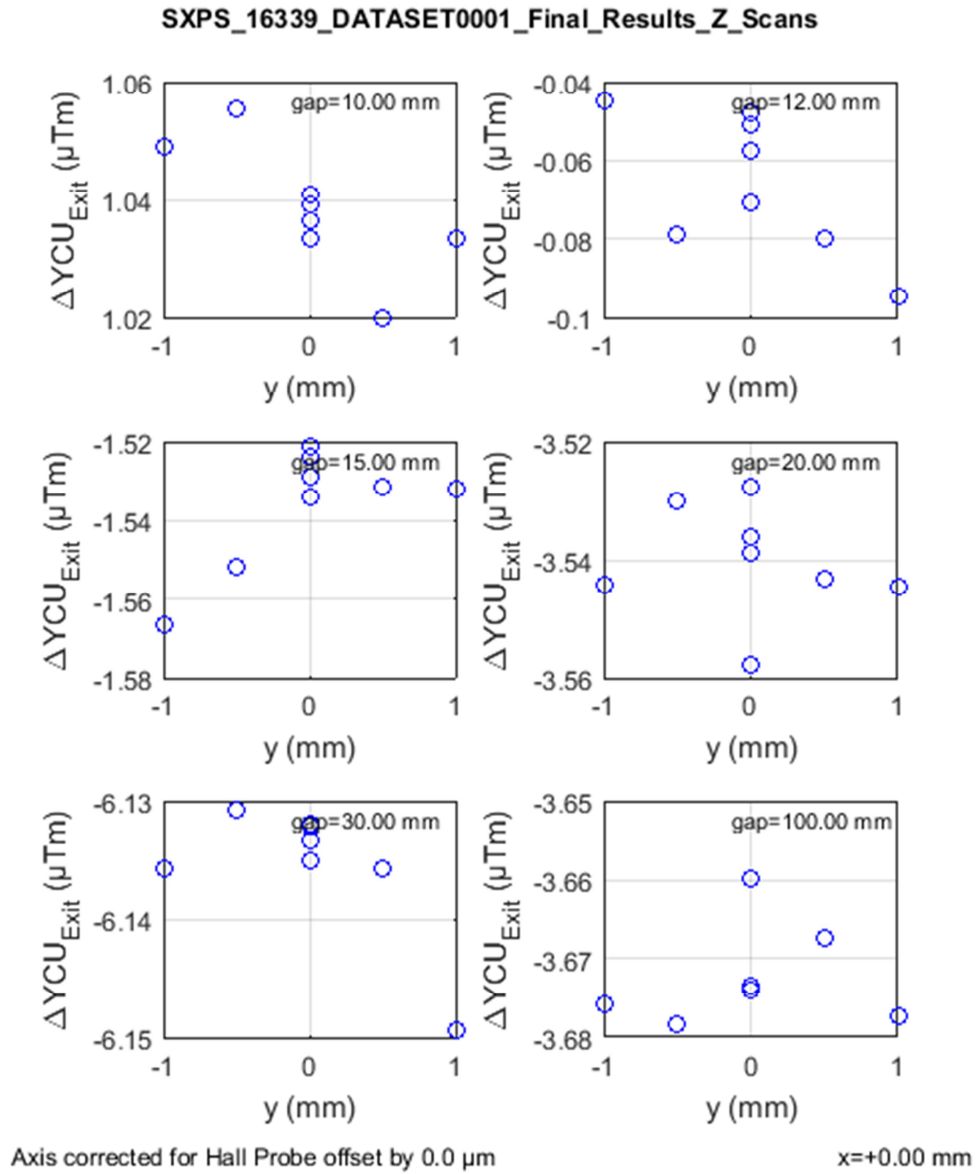 SXPS_16339_DATASET0001_Final_Results_Z_Scans
1.06
1.04
1.02
ΔYCU_Exit (µTm)
gap=10.00 mm
-1 0 1
y (mm)
-0.04
-0.06
-0.08
-0.1
ΔYCU_Exit (µTm)
gap=12.00 mm
-1 0 1
y (mm)
-1.52
-1.54
-1.56
-1.58
ΔYCU_Exit (µTm)
gap=15.00 mm
-1 0 1
y (mm)
-3.52
-3.54
-3.56
ΔYCU_Exit (µTm)
gap=20.00 mm
-1 0 1
y (mm)
-6.13
-6.14
-6.15
ΔYCU_Exit (µTm)
gap=30.00 mm
-1 0 1
y (mm)
-3.65
-3.66
-3.67
-3.68
ΔYCU_Exit (µTm)
gap=100.00 mm
-1 0 1
y (mm)
Axis corrected for Hall Probe offset by 0.0 µm
x=+0.00 mm